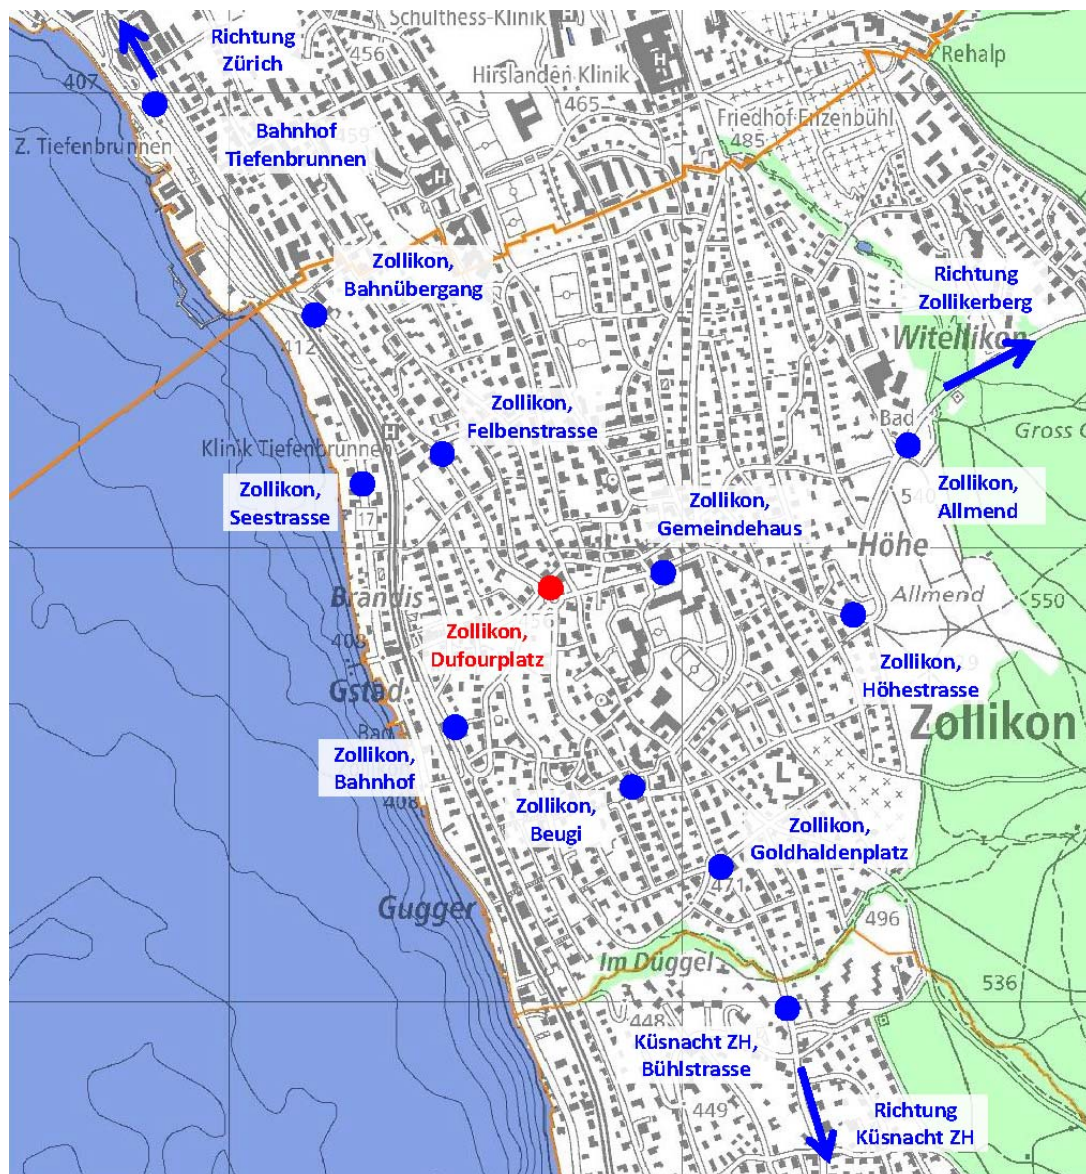 Schulthess-Klinik
Richtung
Zürich
456
Rehalp
Hirslanden Klinik
H
407
465
Friedhof Enzenbühl
Bahnhof
Tiefenbrunnen
459
485
Z. Tiefenbrunnen
H
Zollikon,
Bahnübergang
Richtung
Zollikerberg
Witellikon
412
Zollikon,
Felbenstrasse
Bad
Gross
Klinik Tiefenbrunnen
Zollikon,
Seestrasse
Zollikon,
Gemeindehaus
Zollikon,
Allmend
540
17
Höhe
Brandis
Allmend
550
456
Zollikon,
Dufourplatz
408
Zollikon,
Höhestrasse
Gstad
Zollikon
Bad
Zollikon,
Bahnhof
408
L
Zollikon,
Beugi
Zollikon,
Goldhaldenplatz
471
Gugger
496
Im Düggel
536
448
Küsnacht ZH,
Bühlstrasse
449
Richtung
Küsnacht ZH